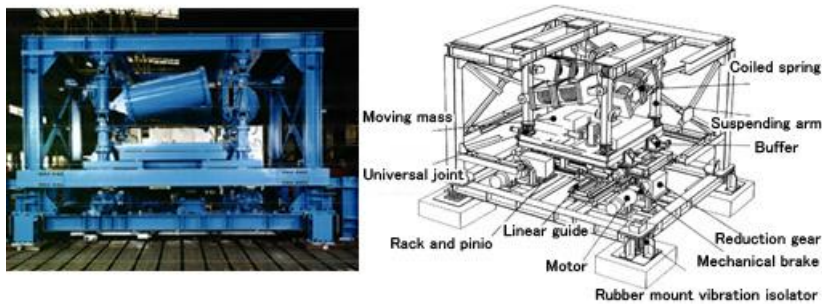 Coiled spring
Moving mass
Suspending arm
Buffer
Universal joint
Linear guide
Rack and pinio
Reduction gear
Motor
Mechanical brake
Rubber mount vibration isolator